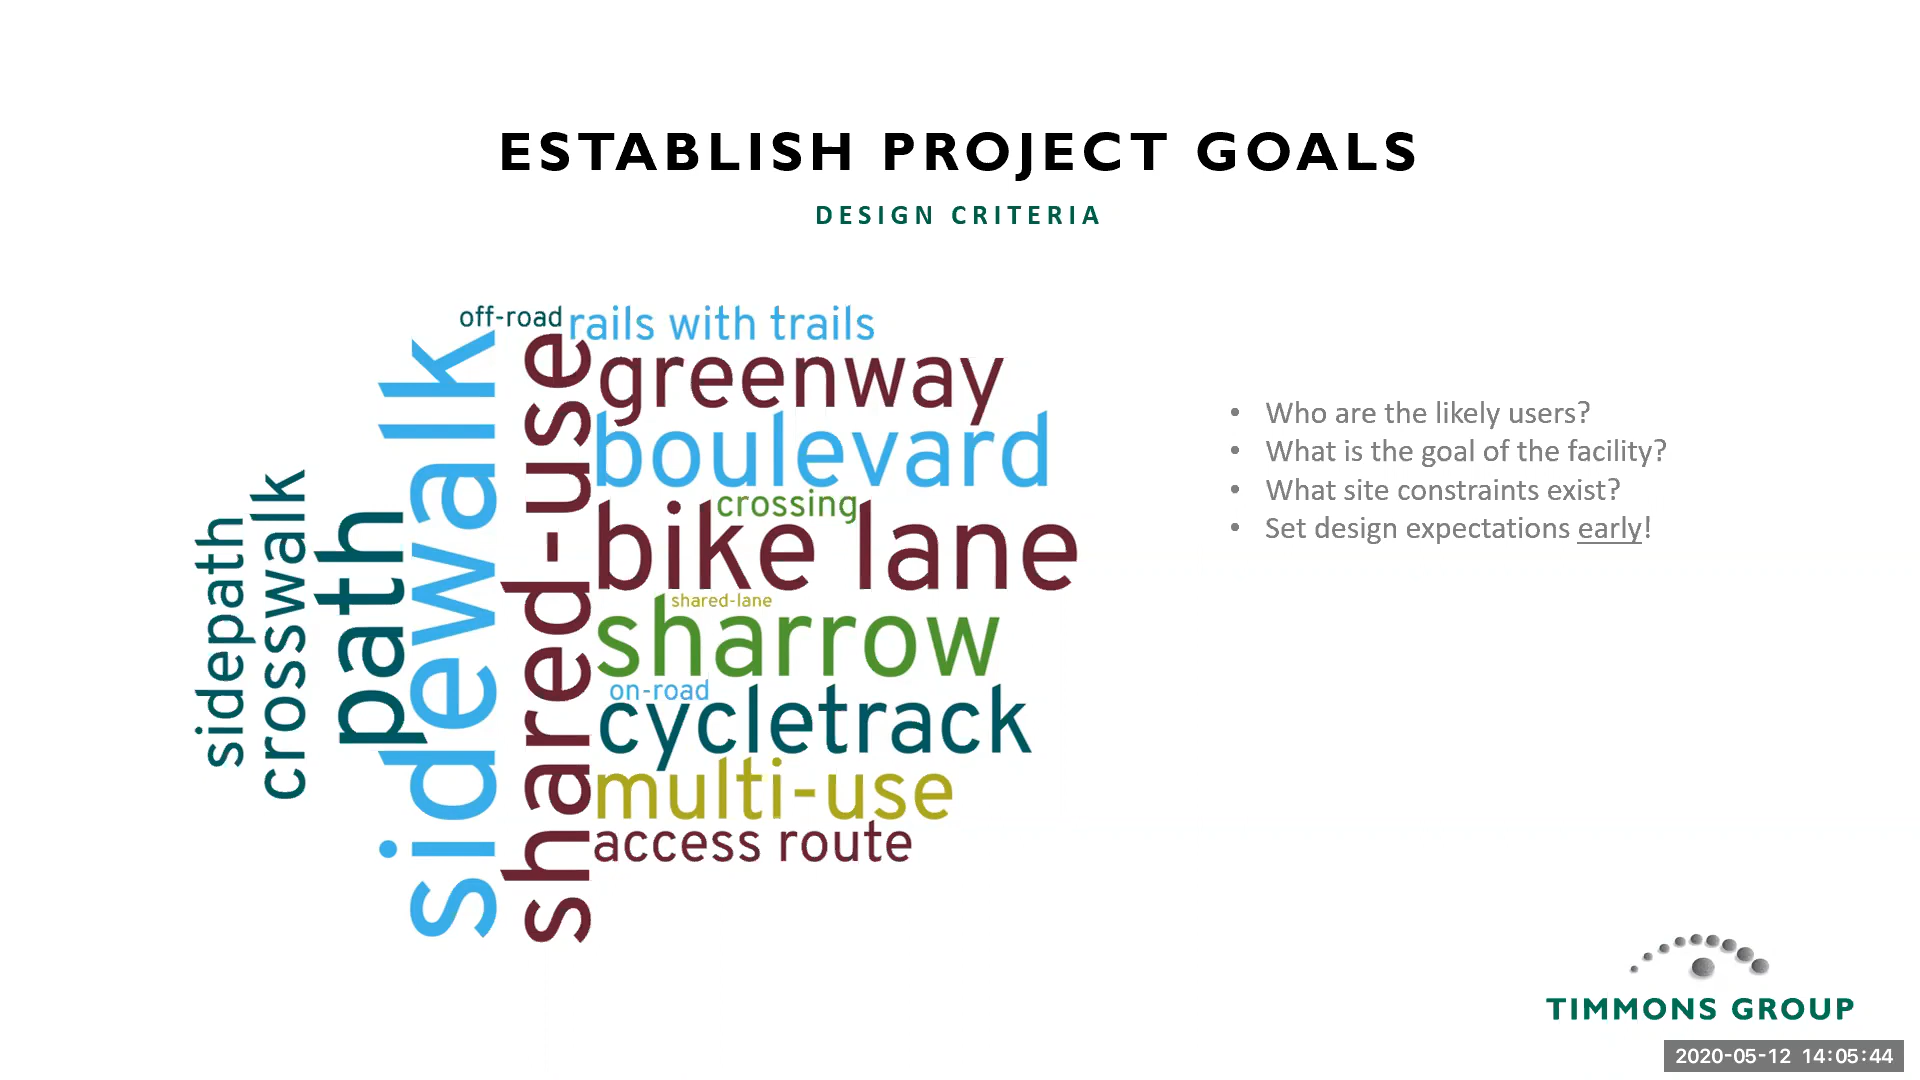 ESTABLISH PROJECT GOALS
DESIGN CRITERIA
sidepath
crosswalk
path
sidewalk
shared-use
off-road
rails with trails
greenway
boulevard
crossing
bike lane
shared-lane
sharrow
on-road
cycletrack
multi-use
access route
• Who are the likely users?
• What is the goal of the facility?
• What site constraints exist?
• Set design expectations early!
TIMMONS GROUP
2020-05-12 14:05:44